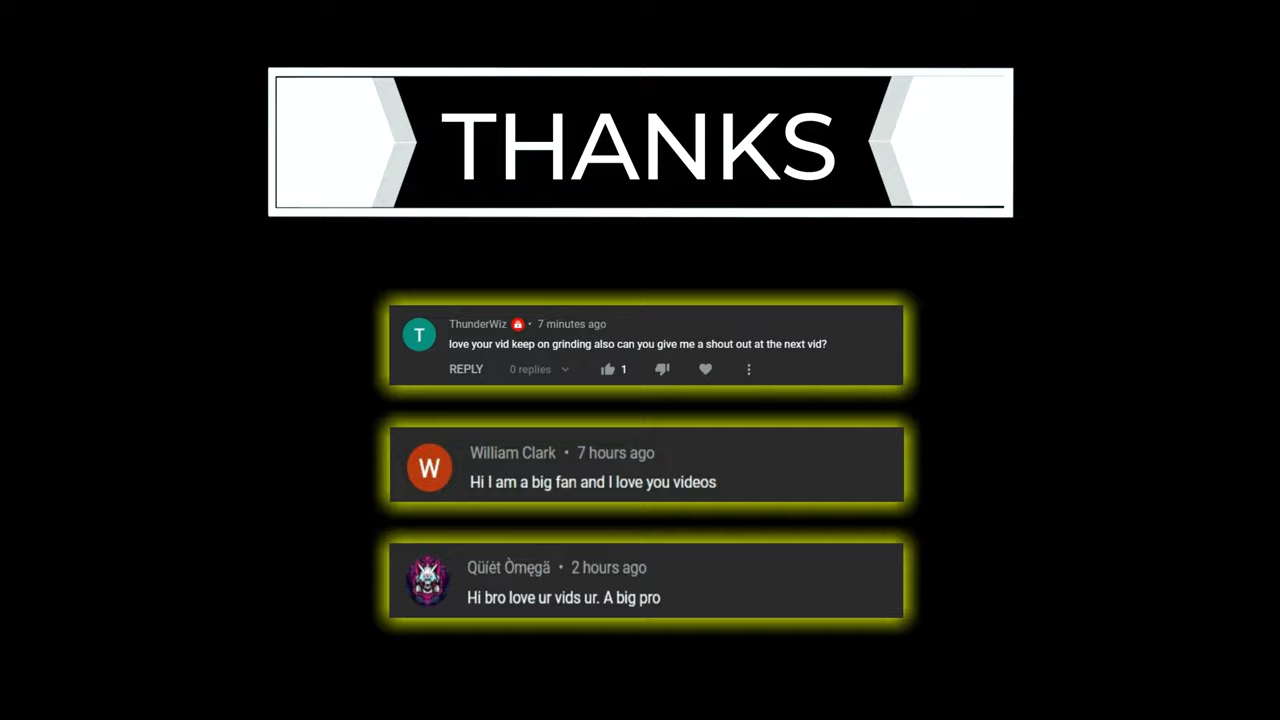 THANKS
T
ThunderWiz • 7 minutes ago
love your vid keep on grinding also can you give me a shout out at the next vid?
REPLY 0 replies 1
W
William Clark • 7 hours ago
Hi I am a big fan and I love you videos
Qüíėt Òmęgä • 2 hours ago
Hi bro love ur vids ur. A big pro